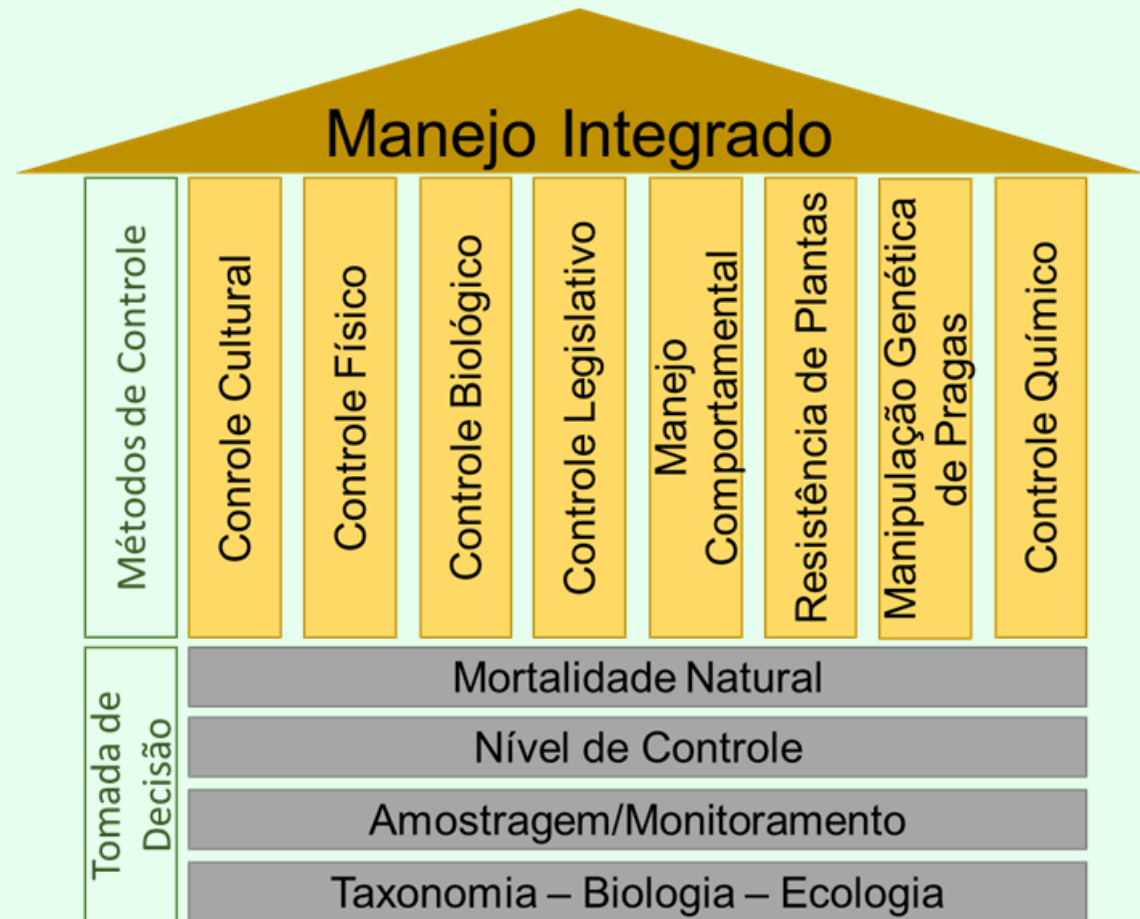 Manejo Integrado
Métodos de Controle
Conrole Cultural
Controle Físico
Controle Biológico
Controle Legislativo
Manejo
Comportamental
Resistência de Plantas
Manipulação Genética
de Pragas
Controle Químico
Tomada de
Decisão
Mortalidade Natural
Nível de Controle
Amostragem/Monitoramento
Taxonomia – Biologia – Ecologia